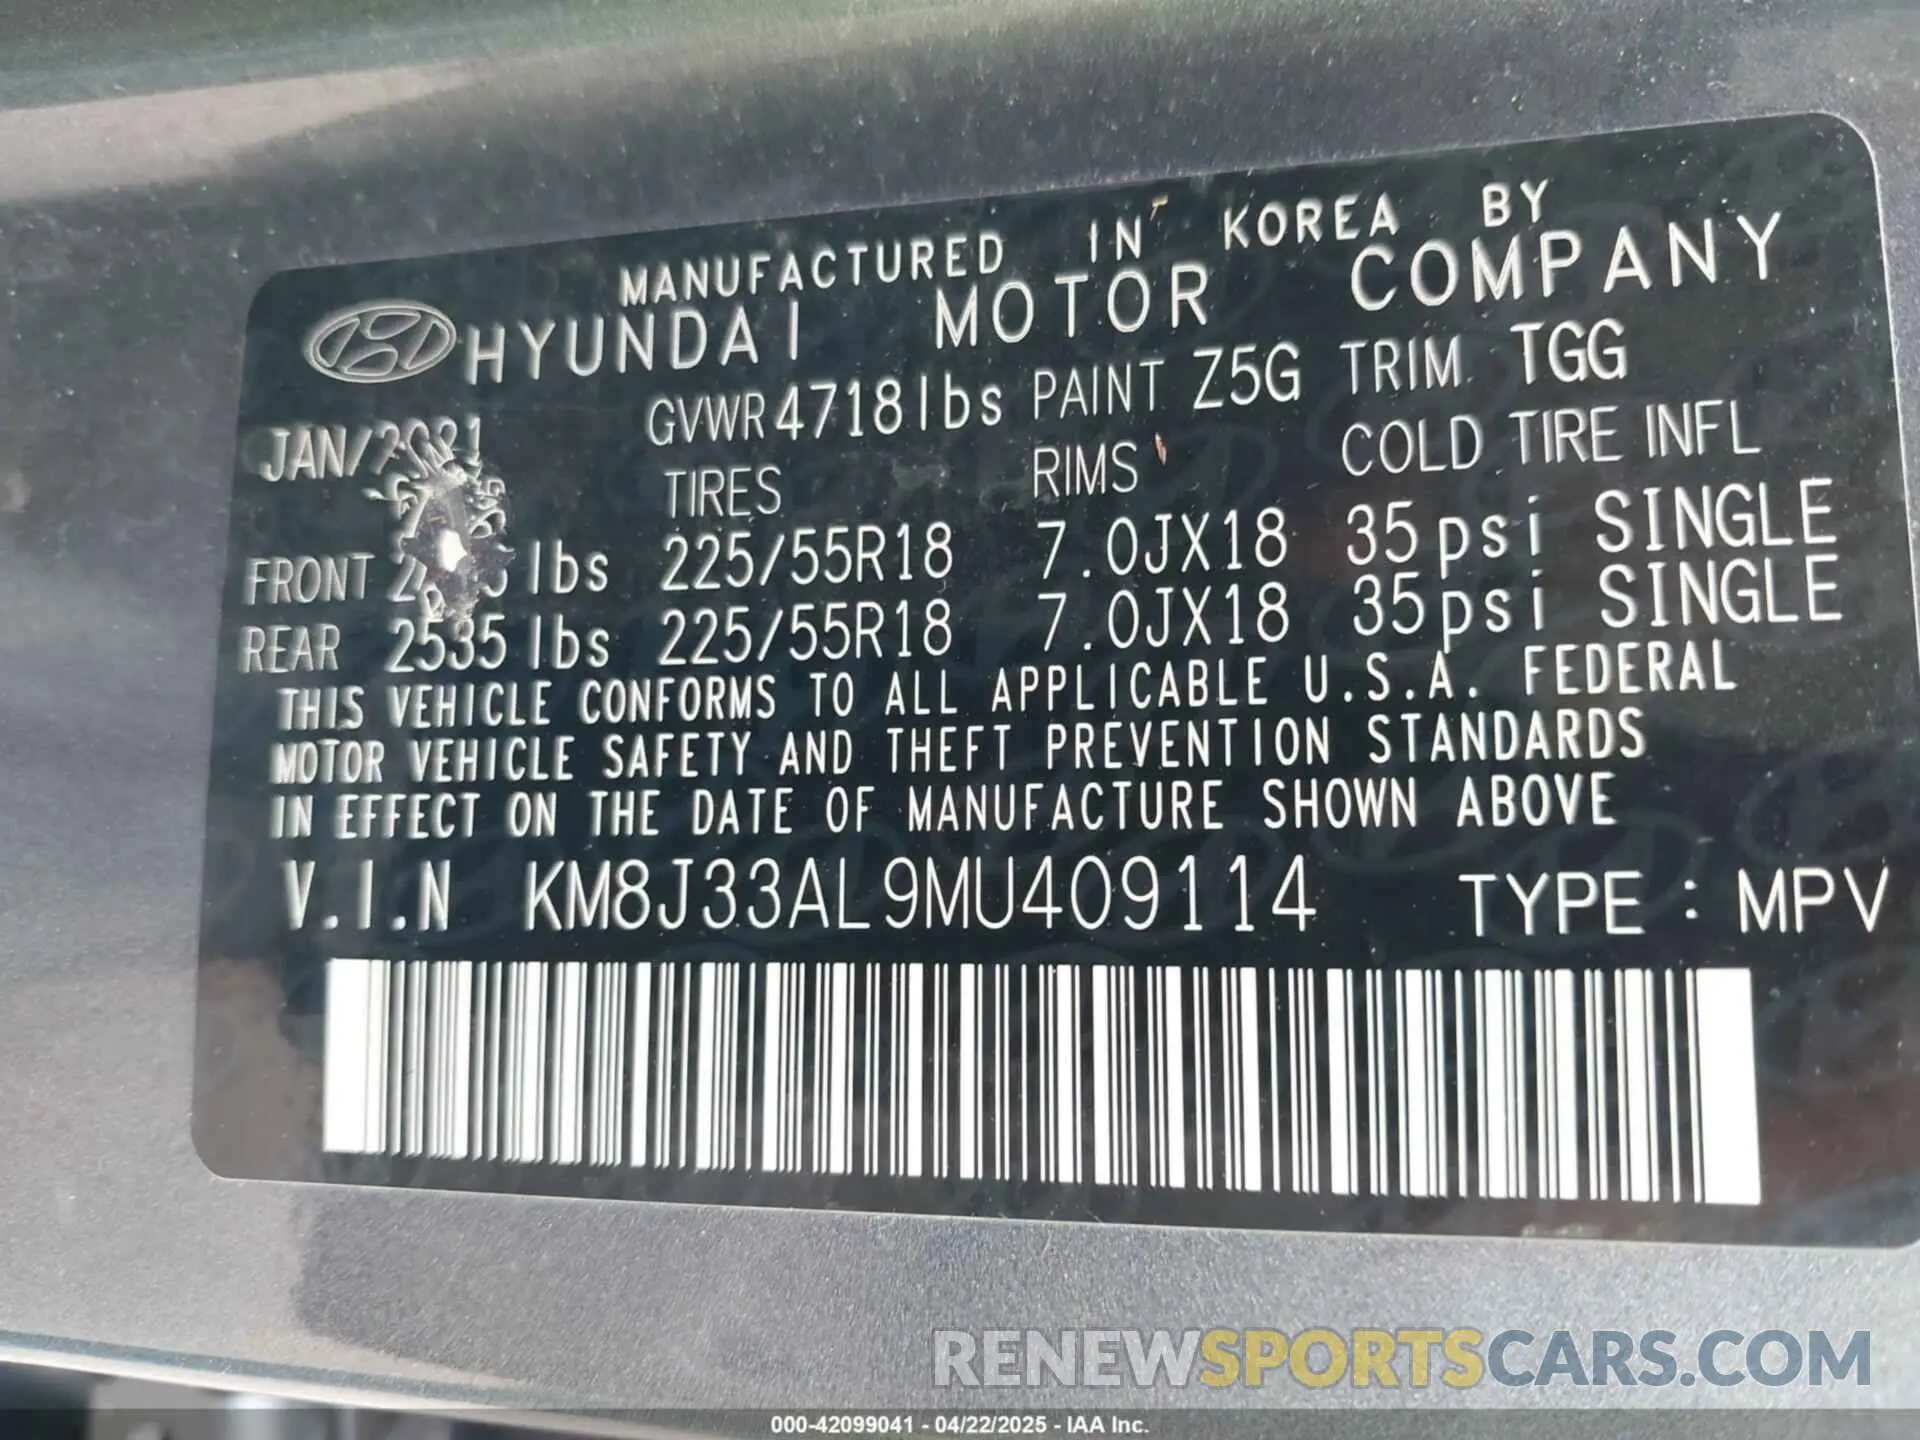 MANUFACTURED IN KOREA BY
HYUNDAI MOTOR COMPANY
JAN/2021 GVWR 4718lbs PAINT Z5G TRIM TGG
TIRES RIMS COLD TIRE INFL
FRONT lbs 225/55R18 7.0JX18 35psi SINGLE
REAR 2535lbs 225/55R18 7.0JX18 35psi SINGLE
THIS VEHICLE CONFORMS TO ALL APPLICABLE U.S.A. FEDERAL
MOTOR VEHICLE SAFETY AND THEFT PREVENTION STANDARDS
IN EFFECT ON THE DATE OF MANUFACTURE SHOWN ABOVE
V.I.N KM8J33AL9MU409114 TYPE : MPV
RENEWSPORTSCARS.COM
000-42099041 - 04/22/2025 - IAA Inc.